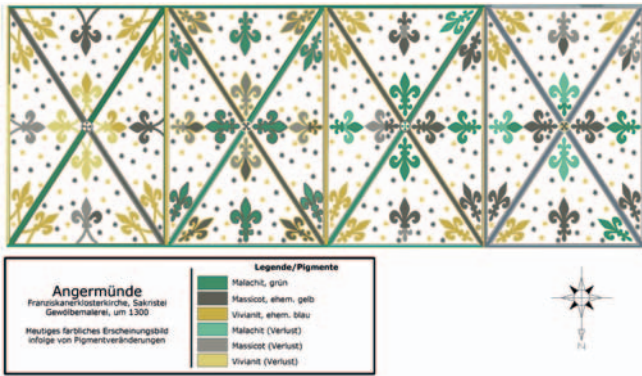 Angermünde
Franziskanerklosterkirche, Sakristei
Gewölbemalerei, um 1300
Heutiges farbliches Erscheinungsbild
infolge von Pigmentveränderungen
Legende/Pigmente
Malachit, grün
Massicot, ehem. gelb
Vivianit, ehem. blau
Malachit (Verlust)
Massicot (Verlust)
Vivianit (Verlust)
N